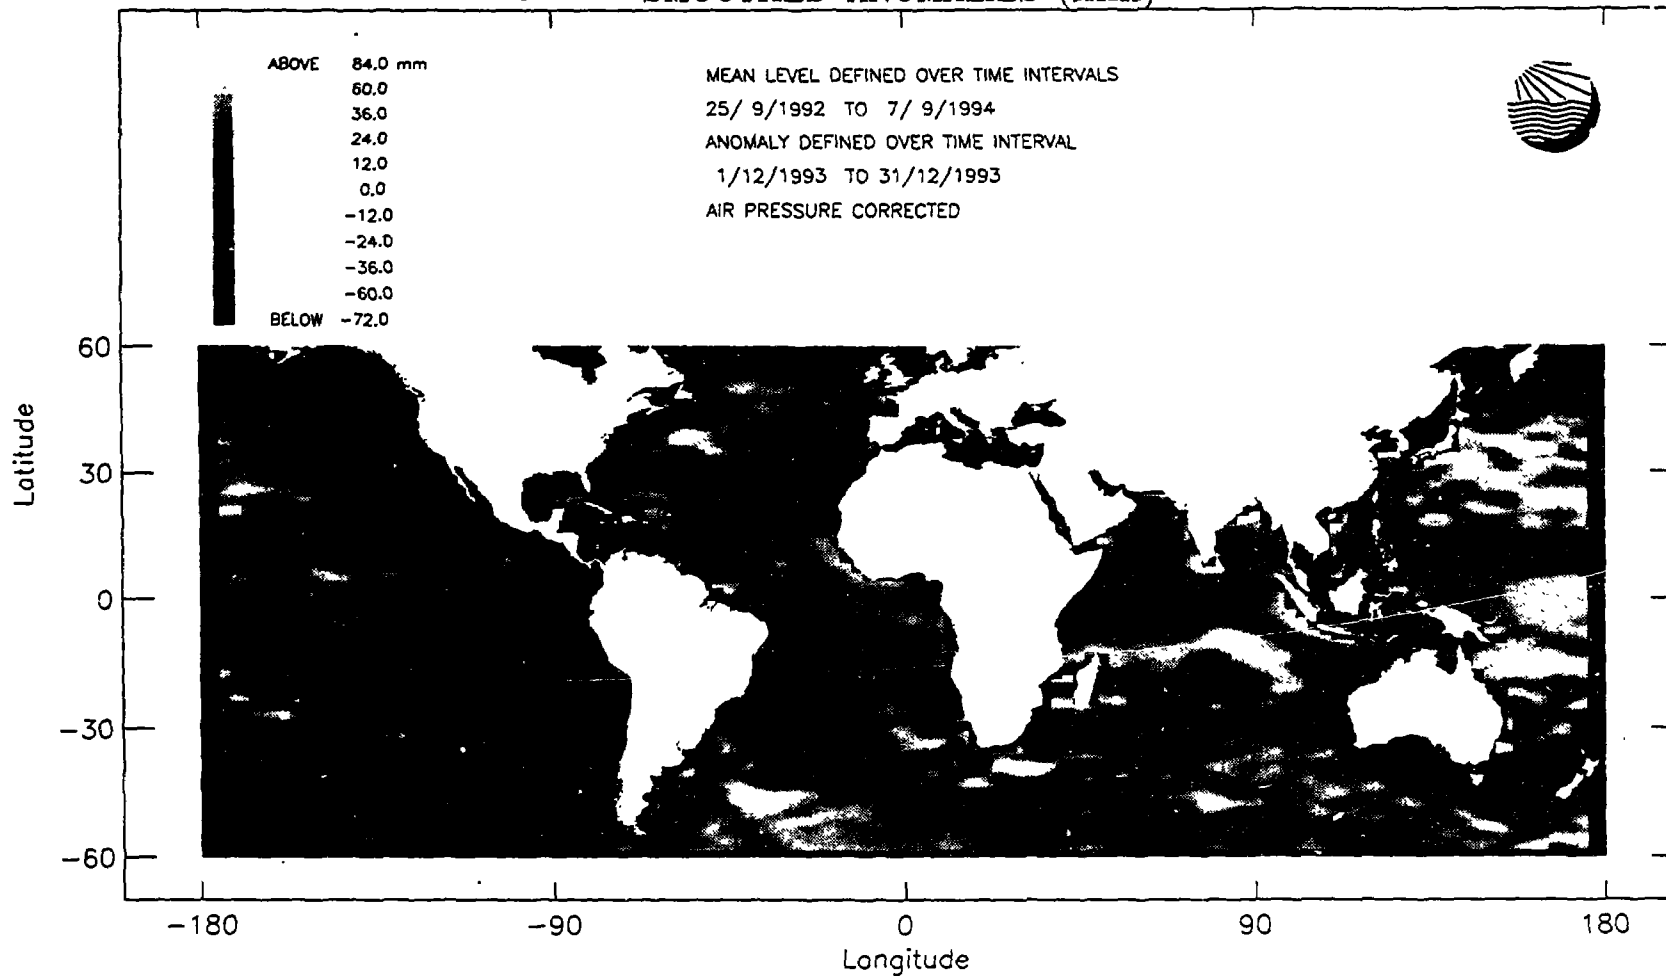 SMOOTHED ANOMALIES
ABOVE 84.0 mm
60.0
36.0
24.0
12.0
0.0
-12.0
-24.0
-36.0
-60.0
BELOW -72.0
MEAN LEVEL DEFINED OVER TIME INTERVALS
25/ 9/1992 TO 7/ 9/1994
ANOMALY DEFINED OVER TIME INTERVAL
1/12/1993 TO 31/12/1993
AIR PRESSURE CORRECTED
60
30
0
-30
-60
Latitude
-180 -90 0 90 180
Longitude